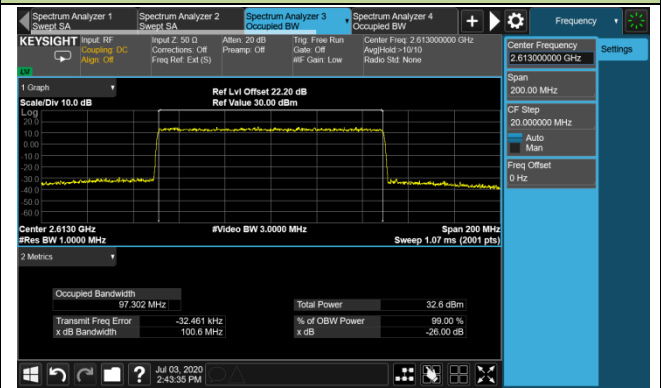 Spectrum Analyzer 1
Swept SA
Spectrum Analyzer 2
Swept SA
Spectrum Analyzer 3
Occupied BW
Spectrum Analyzer 4
Occupied BW
+
Frequency
KEYSIGHT
Input: RF
Coupling: DC
Align: Off
Input Z: 50 Ω
Corrections: Off
Freq Ref: Ext (S)
Atten: 20 dB
Preamp: Off
Trig: Free Run
Gate: Off
#IF Gain: Low
Center Freq: 2.613000000 GHz
Avg|Hold:>10/10
Radio Std: None
Center Frequency
2.613000000 GHz
Settings
Span
200.00 MHz
CF Step
20.000000 MHz
Auto
Man
Freq Offset
0 Hz
1 Graph
Scale/Div 10.0 dB
Ref Lvl Offset 22.20 dB
Ref Value 30.00 dBm
Log
20.0
10.0
0.00
-10.0
-20.0
-30.0
-40.0
-50.0
-60.0
Center 2.6130 GHz
#Res BW 1.0000 MHz
#Video BW 3.0000 MHz
Span 200 MHz
Sweep 1.07 ms (2001 pts)
2 Metrics
Occupied Bandwidth
97.302 MHz
Total Power 32.6 dBm
Transmit Freq Error -32.461 kHz
% of OBW Power 99.00 %
x dB Bandwidth 100.6 MHz
x dB -26.00 dB
?
Jul 03, 2020
2:43:35 PM